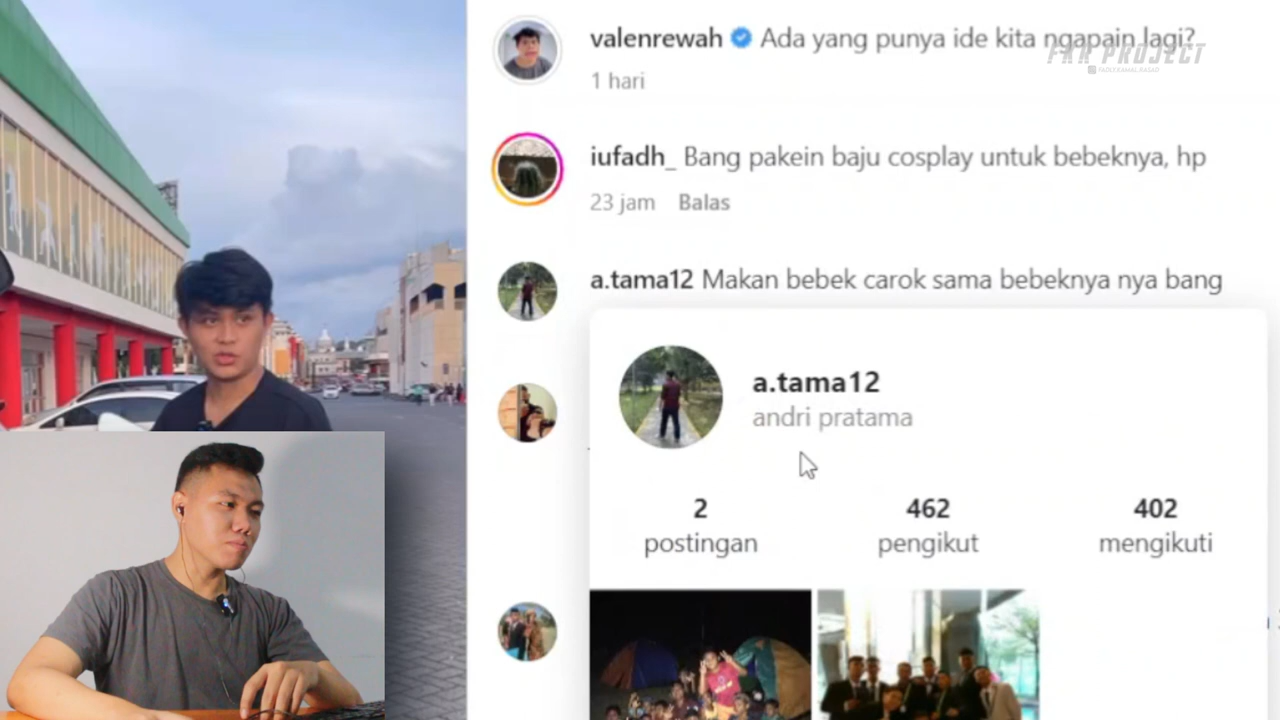 valenrewah Ada yang punya ide kita ngapain lagi?
FKR PROJECT
1 hari
iufadh_ Bang pakein baju cosplay untuk bebeknya, hp
23 jam Balas
a.tama12 Makan bebek carok sama bebeknya nya bang
a.tama12
andri pratama
2 462 402
postingan pengikut mengikuti